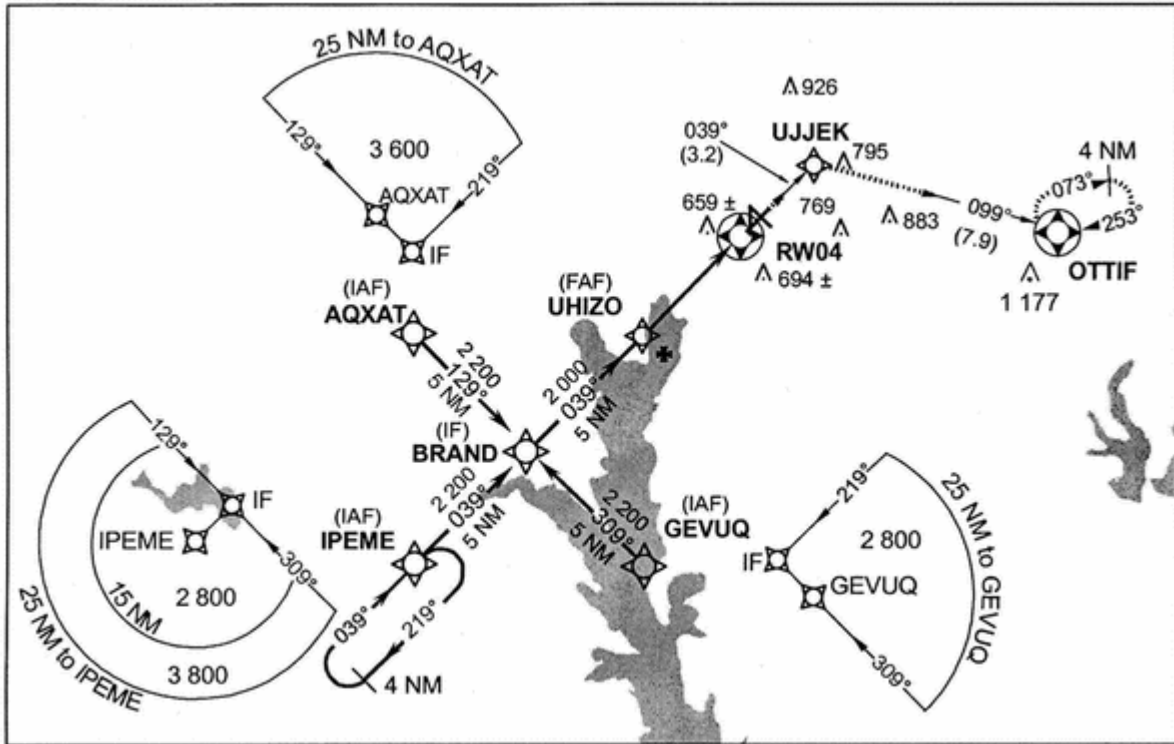 25 NM to AQXAT
129°
3 600
219°
AQXAT
IF
926
039°
(3.2)
UJJEK
795
4 NM
073°
253°
659 ±
769
883
099°
(7.9)
RW04
694 ±
OTTIF
1 177
(IAF)
AQXAT
2 200
129°
5 NM
(FAF)
UHIZO
2 000
039°
5 NM
(IF)
BRAND
129°
IF
IPEME
309°
2 800
15 NM
3 800
25 NM to IPEME
(IAF)
IPEME
2 200
039°
5 NM
039°
219°
4 NM
2 200
309°
5 NM
(IAF)
GEVUQ
219°
IF
2 800
GEVUQ
309°
25 NM to GEVUQ